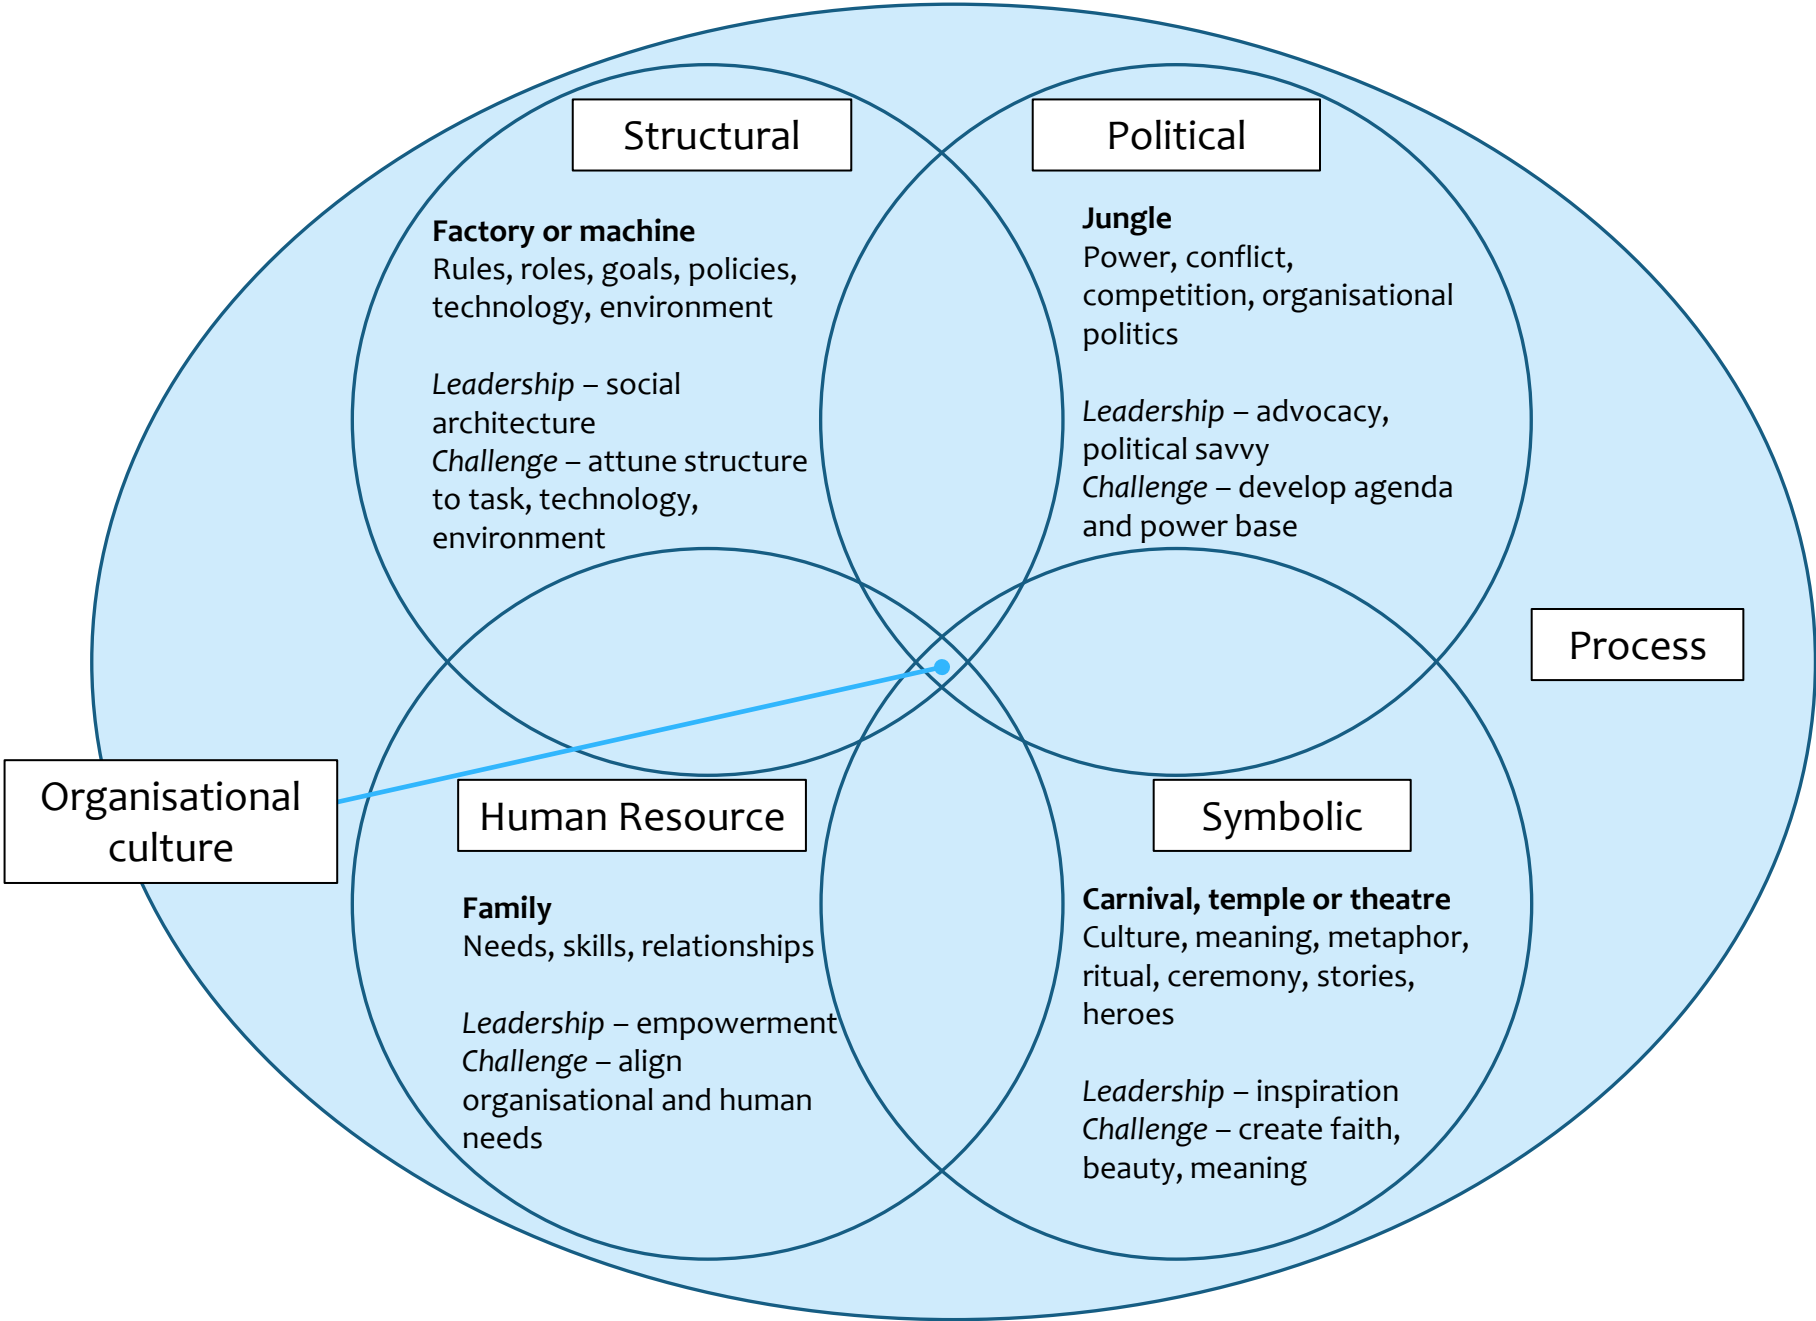 Structural
Factory or machine
Rules, roles, goals, policies,
technology, environment
Leadership – social
architecture
Challenge – attune structure
to task, technology,
environment
Political
Jungle
Power, conflict,
competition, organisational
politics
Leadership – advocacy,
political savvy
Challenge – develop agenda
and power base
Process
Organisational
culture
Human Resource
Family
Needs, skills, relationships
Leadership – empowerment
Challenge – align
organisational and human
needs
Symbolic
Carnival, temple or theatre
Culture, meaning, metaphor,
ritual, ceremony, stories,
heroes
Leadership – inspiration
Challenge – create faith,
beauty, meaning